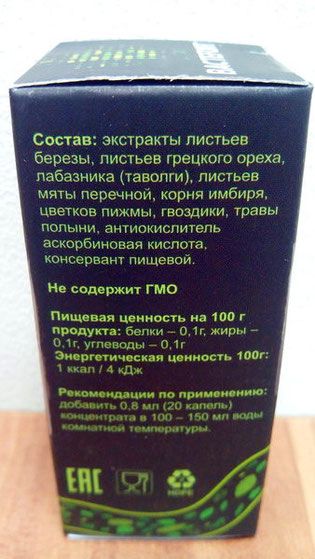 Состав: экстракты листьев
березы, листьев грецкого ореха,
лабазника (таволги), листьев
мяты перечной, корня имбиря,
цветков пижмы, гвоздики, травы
полыни, антиокислитель
аскорбиновая кислота,
консервант пищевой.
Не содержит ГМО
Пищевая ценность на 100 г
продукта: белки – 0,1г, жиры –
0,1г, углеводы – 0,1г
Энергетическая ценность 100г:
1 ккал / 4 кДж
Рекомендации по применению:
добавить 0,8 мл (20 капель)
концентрата в 100 – 150 мл воды
комнатной температуры.
EAC
HDPE